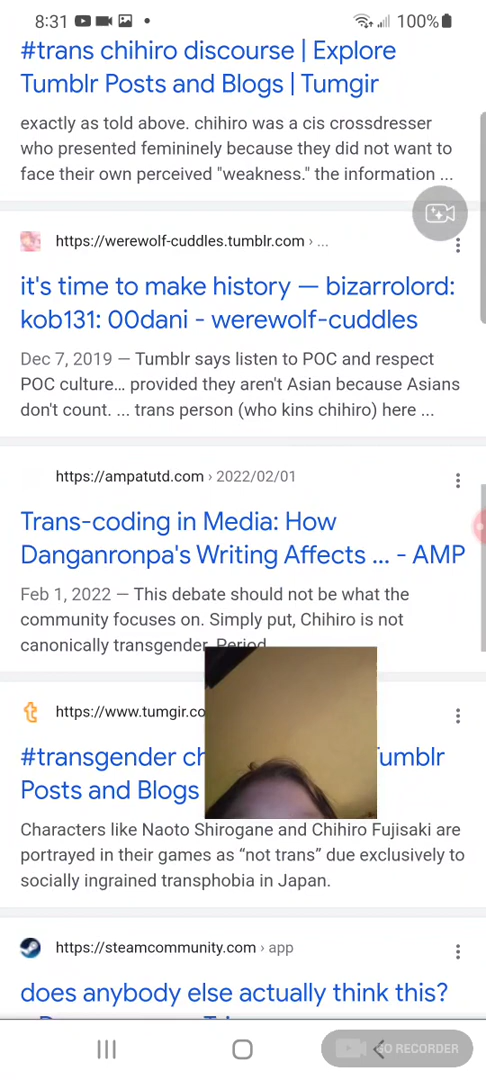 8:31 100%
#trans chihiro discourse | Explore
Tumblr Posts and Blogs | Tumgir
exactly as told above. chihiro was a cis crossdresser
who presented femininely because they did not want to
face their own perceived "weakness." the information ...
https://werewolf-cuddles.tumblr.com › ...
it's time to make history — bizarrolord:
kob131: 00dani - werewolf-cuddles
Dec 7, 2019 — Tumblr says listen to POC and respect
POC culture… provided they aren't Asian because Asians
don't count. ... trans person (who kins chihiro) here ...
https://ampatutd.com › 2022/02/01
Trans-coding in Media: How
Danganronpa's Writing Affects ... - AMP
Feb 1, 2022 — This debate should not be what the
community focuses on. Simply put, Chihiro is not
canonically transgender. Period.
https://www.tumgir.co
#transgender ch Tumblr
Posts and Blogs
Characters like Naoto Shirogane and Chihiro Fujisaki are
portrayed in their games as “not trans” due exclusively to
socially ingrained transphobia in Japan.
https://steamcommunity.com › app
does anybody else actually think this?
GO RECORDER